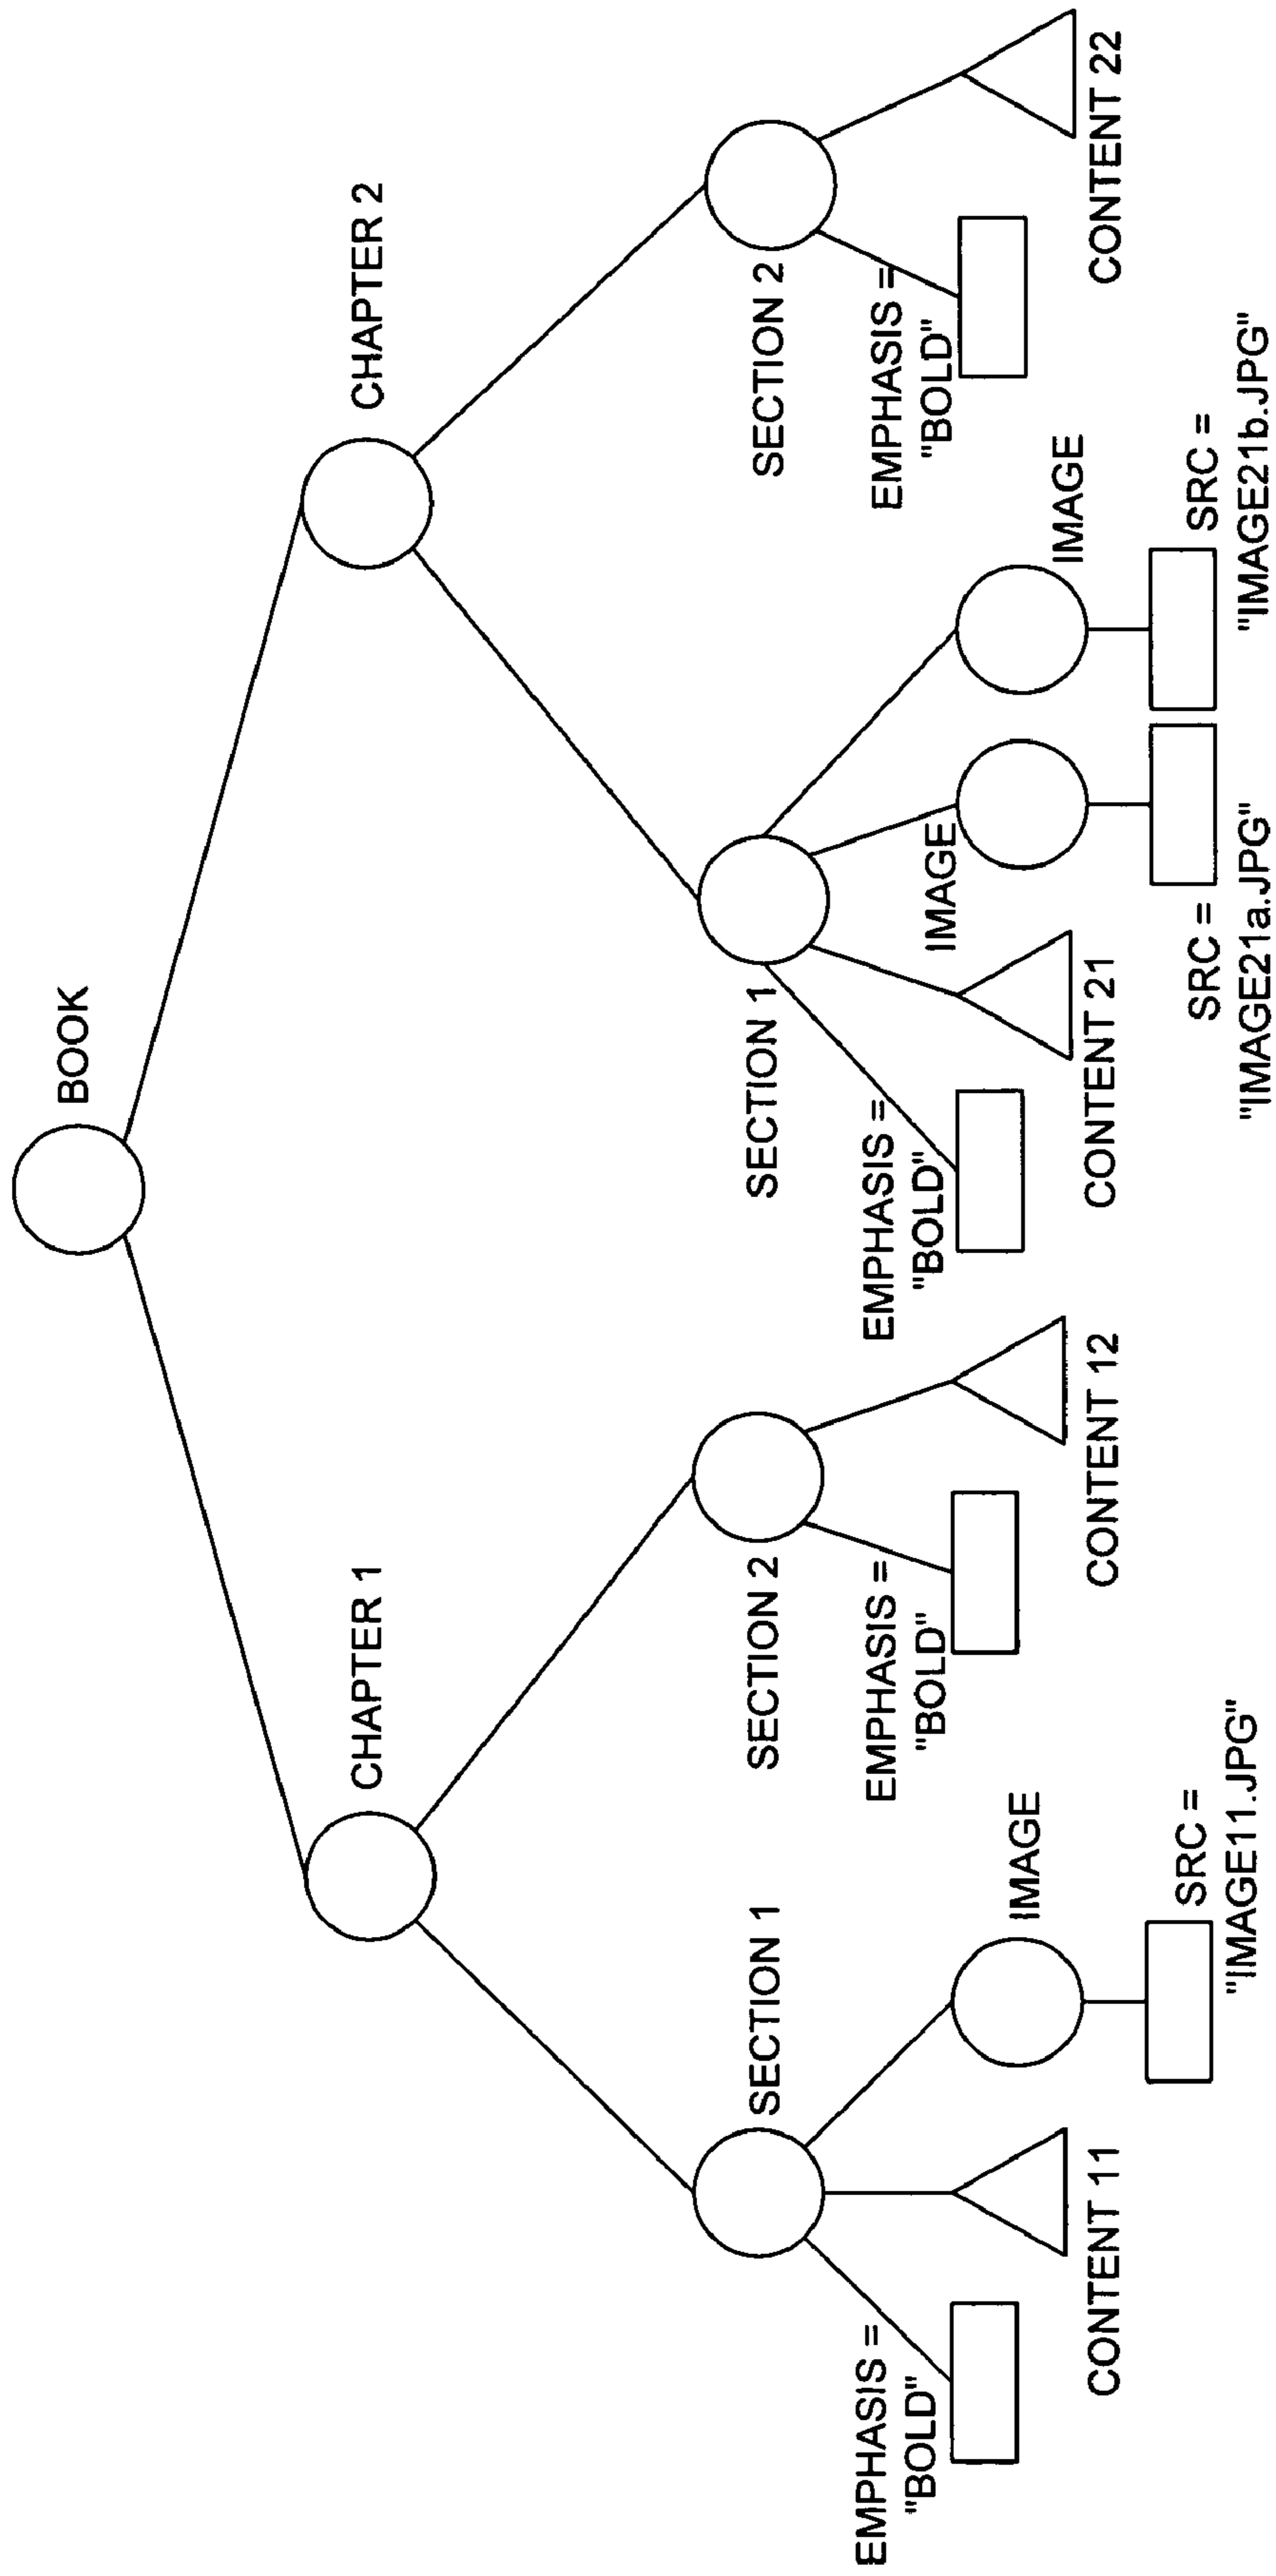 BOOK
CHAPTER 1
CHAPTER 2
SECTION 1
SECTION 2
SECTION 1
SECTION 2
EMPHASIS =
"BOLD"
CONTENT 11
IMAGE
SRC =
"IMAGE11.JPG"
EMPHASIS =
"BOLD"
CONTENT 12
EMPHASIS =
"BOLD"
CONTENT 21
IMAGE
SRC =
"IMAGE21a.JPG"
IMAGE
SRC =
"IMAGE21b.JPG"
EMPHASIS =
"BOLD"
CONTENT 22